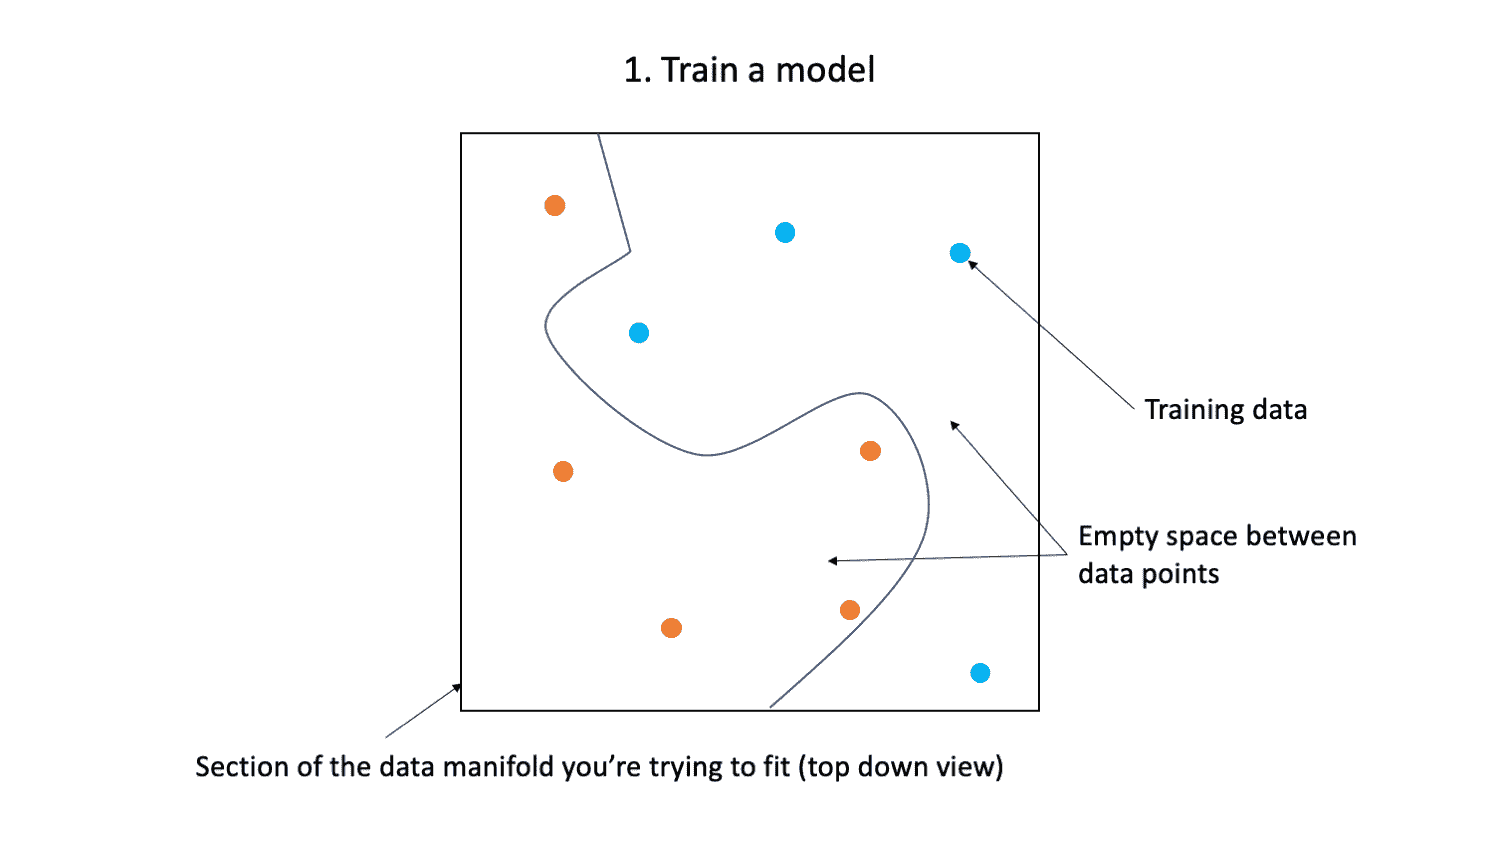 1. Train a model
Training data
Empty space between
data points
Section of the data manifold you’re trying to fit (top down view)